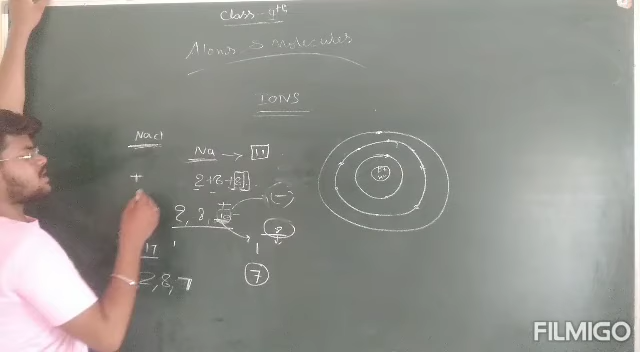 Class - 9th
Atoms & Molecules
IONS
Nacl
Na → 11
+
2+8+
2, 8,
1
7
17
2, 8, 7
FILMIGO